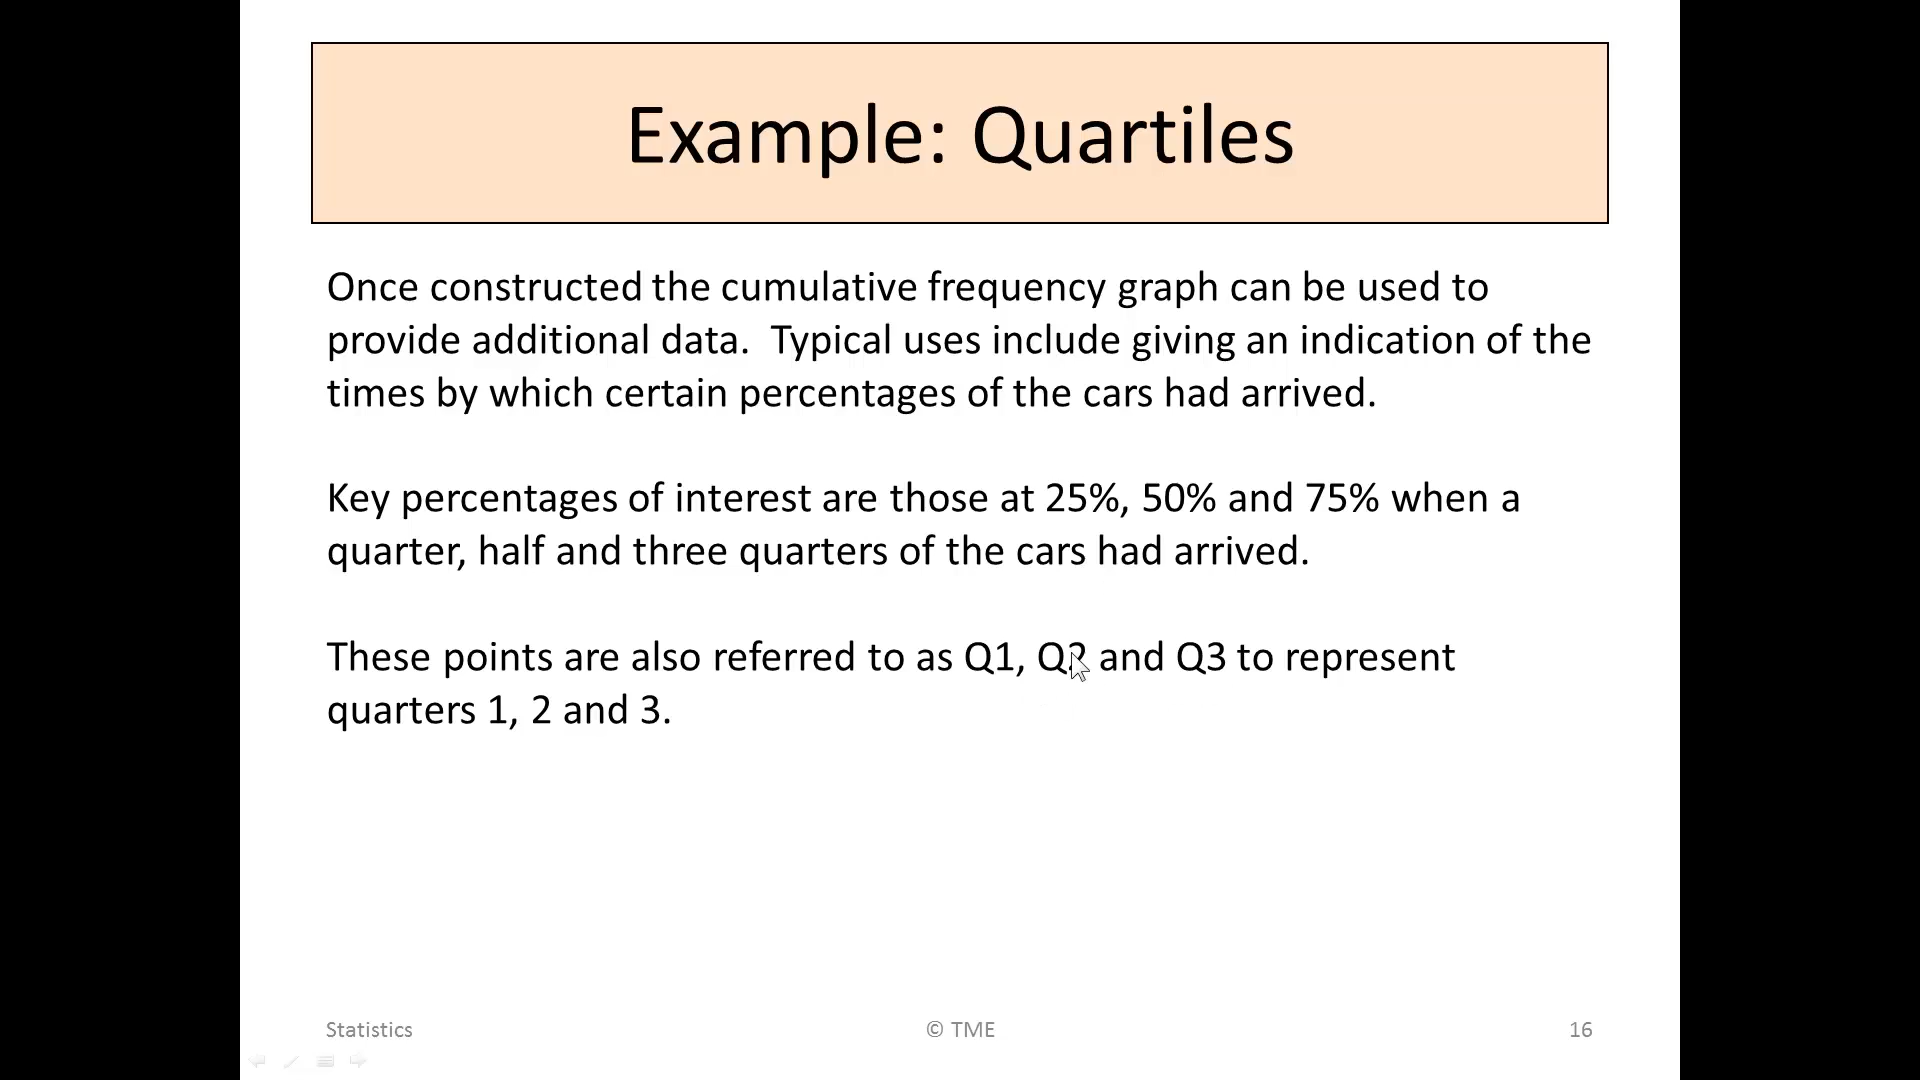 Example: Quartiles
Once constructed the cumulative frequency graph can be used to
provide additional data.  Typical uses include giving an indication of the
times by which certain percentages of the cars had arrived.
Key percentages of interest are those at 25%, 50% and 75% when a
quarter, half and three quarters of the cars had arrived.
These points are also referred to as Q1, Q2 and Q3 to represent
quarters 1, 2 and 3.
Statistics
© TME
16